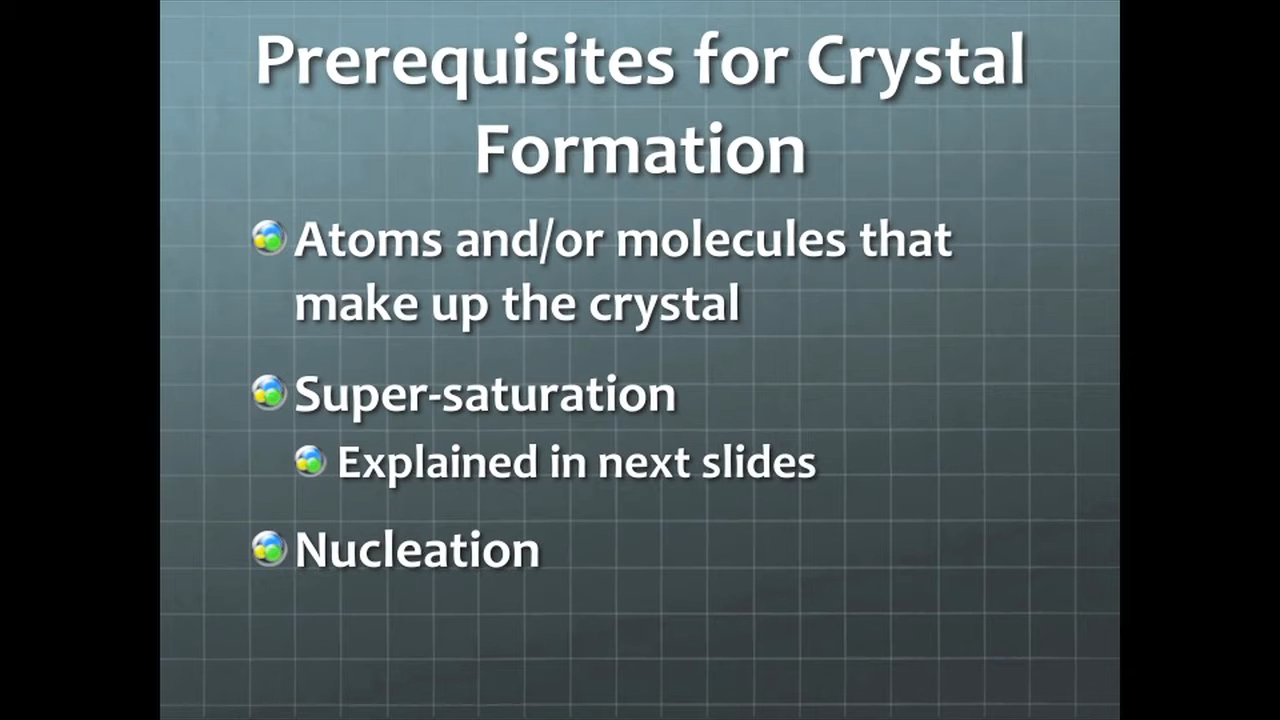 Prerequisites for Crystal
Formation
Atoms and/or molecules that
make up the crystal
Super-saturation
Explained in next slides
Nucleation